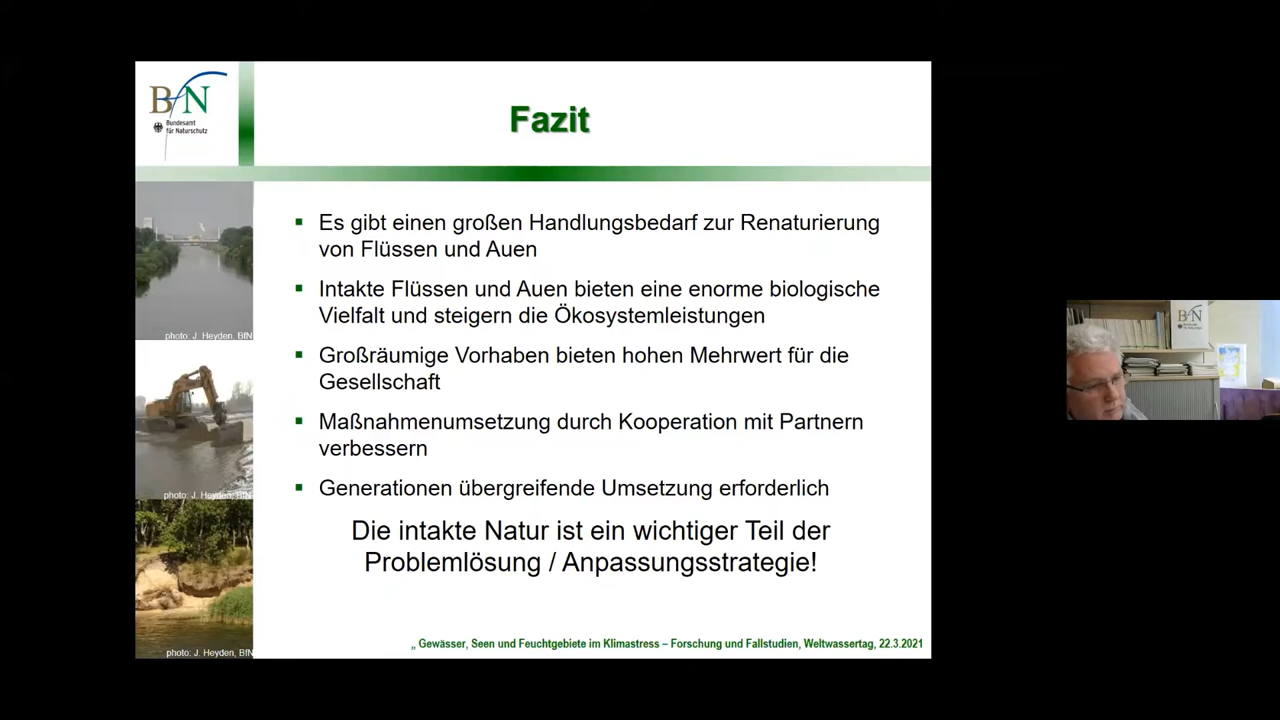 BfN
Bundesamt
für Naturschutz
Fazit
Es gibt einen großen Handlungsbedarf zur Renaturierung
von Flüssen und Auen
Intakte Flüssen und Auen bieten eine enorme biologische
Vielfalt und steigern die Ökosystemleistungen
Großräumige Vorhaben bieten hohen Mehrwert für die
Gesellschaft
Maßnahmenumsetzung durch Kooperation mit Partnern
verbessern
Generationen übergreifende Umsetzung erforderlich
Die intakte Natur ist ein wichtiger Teil der
Problemlösung / Anpassungsstrategie!
photo: J. Heyden, BfN
photo: J. Heyden, BfN
photo: J. Heyden, BfN
„ Gewässer, Seen und Feuchtgebiete im Klimastress – Forschung und Fallstudien, Weltwassertag, 22.3.2021
BfN